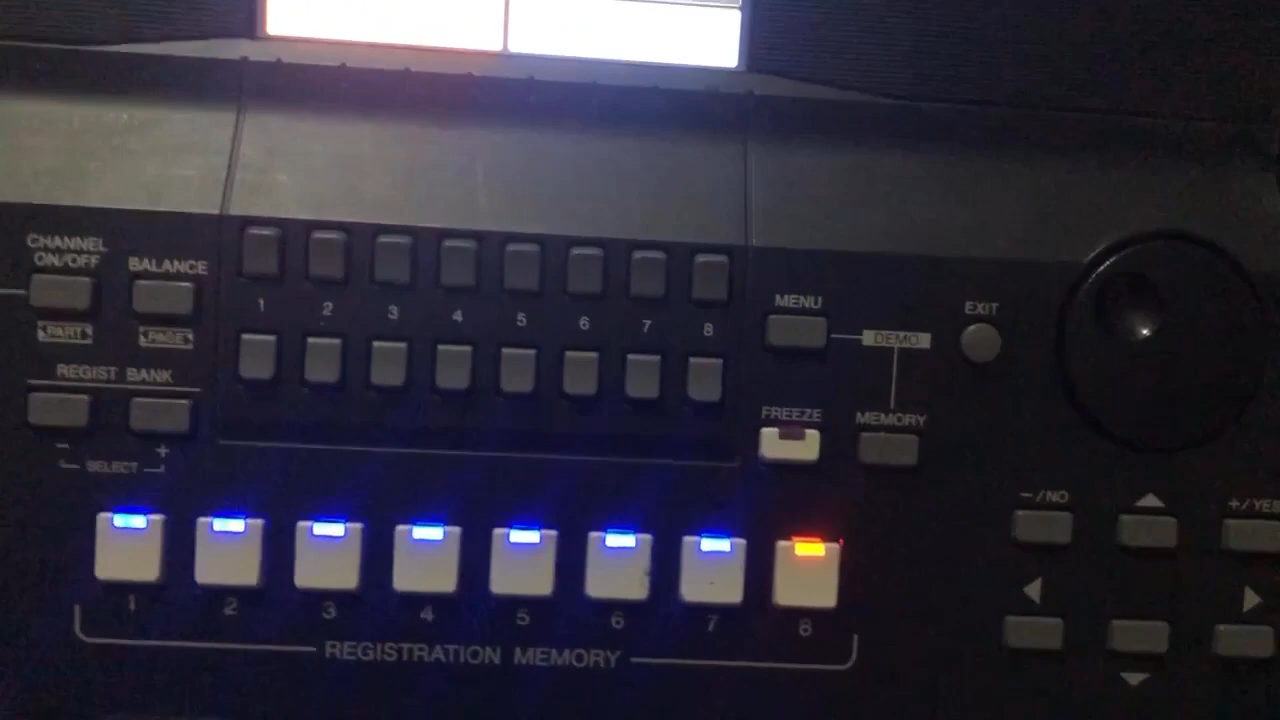 CHANNEL
ON/OFF
BALANCE
PART
PAGE
REGIST BANK
- +
SELECT
1 2 3 4 5 6 7 8
MENU
DEMO
EXIT
FREEZE
MEMORY
-/NO
+/YES
1 2 3 4 5 6 7 8
REGISTRATION MEMORY